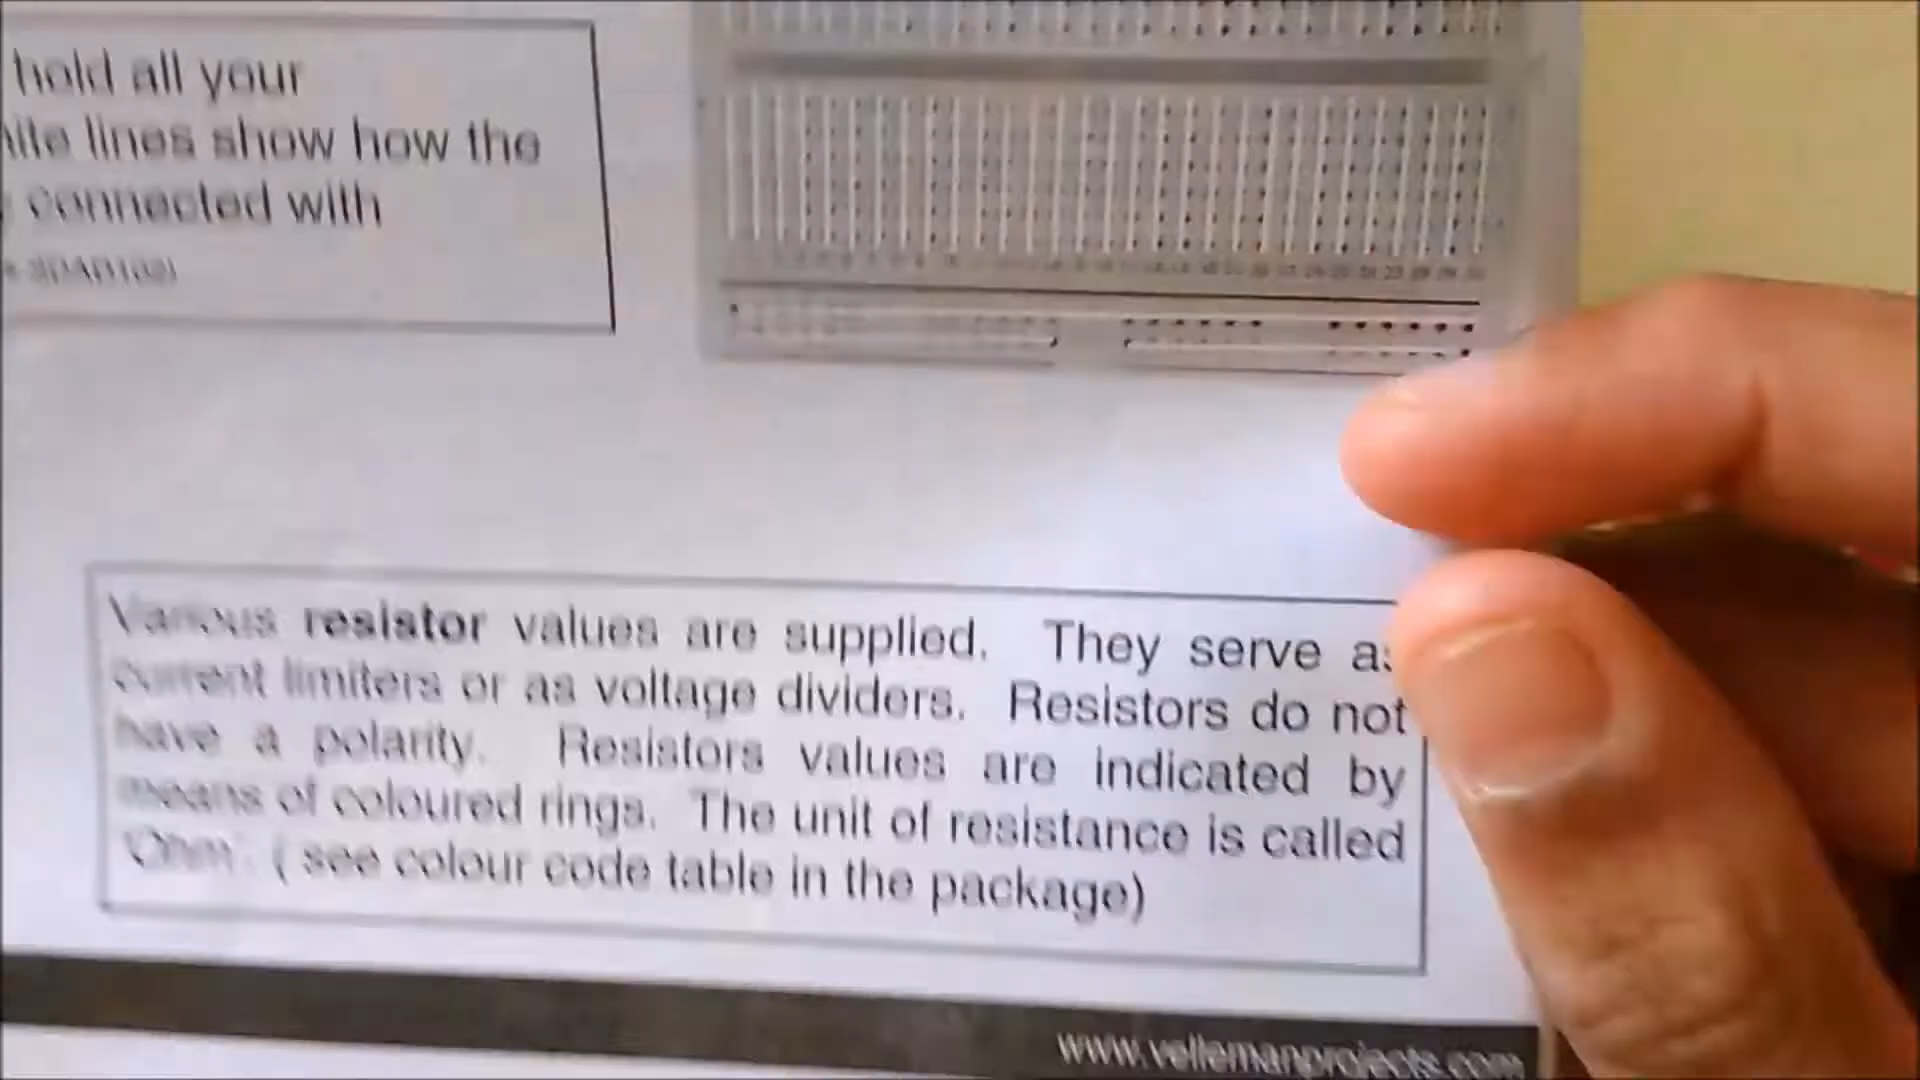 hold all your
lines show how the
connected with
Various resistor values are supplied. They serve as
current limiters or as voltage dividers. Resistors do not
have a polarity. Resistors values are indicated by
means of coloured rings. The unit of resistance is called
'Ohm'. ( see colour code table in the package)
www.vellemanprojects.com